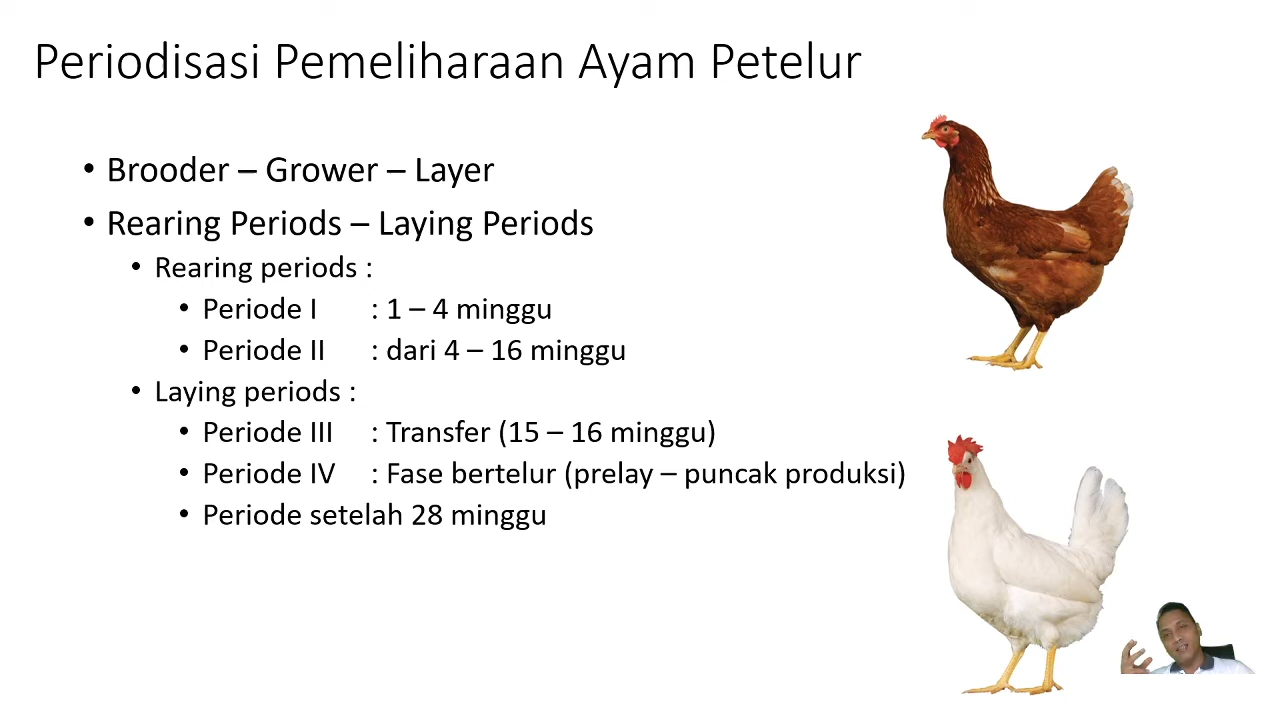 Periodisasi Pemeliharaan Ayam Petelur
• Brooder – Grower – Layer
• Rearing Periods – Laying Periods
• Rearing periods :
• Periode I : 1 – 4 minggu
• Periode II : dari 4 – 16 minggu
• Laying periods :
• Periode III : Transfer (15 – 16 minggu)
• Periode IV : Fase bertelur (prelay – puncak produksi)
• Periode setelah 28 minggu